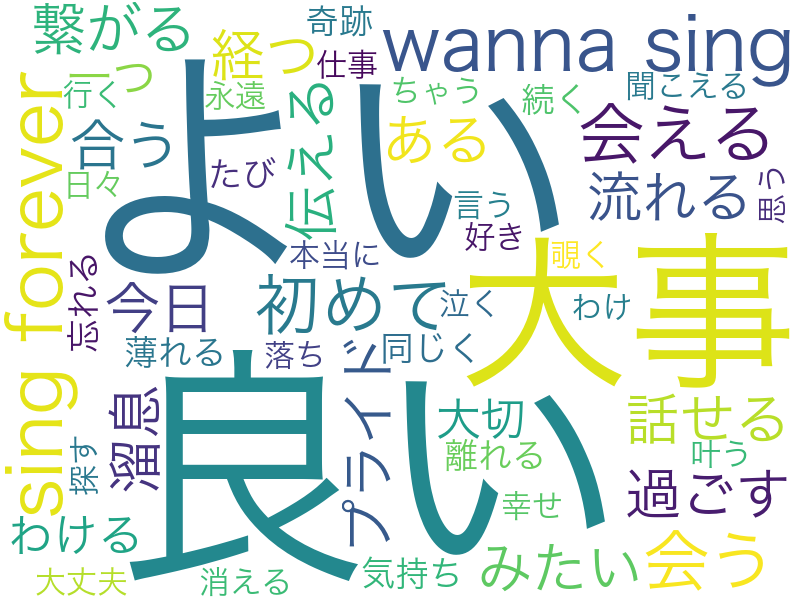 繋がる
経つ
奇跡
仕事
wanna sing
一つ
行く
永遠
ちゃう
続く
聞こえる
よい
伝える
合う
ある
会える
日々
たび
言う
流れる
思う
sing forever
好き
本当に
覗く
大事
忘れる
今日
初めて
泣く
わけ
薄れる
落ち
プライド
同じく
良い
溜息
大切
話せる
探す
離れる
叶う
わける
幸せ
過ごす
大丈夫
消える
気持ち
みたい
会う